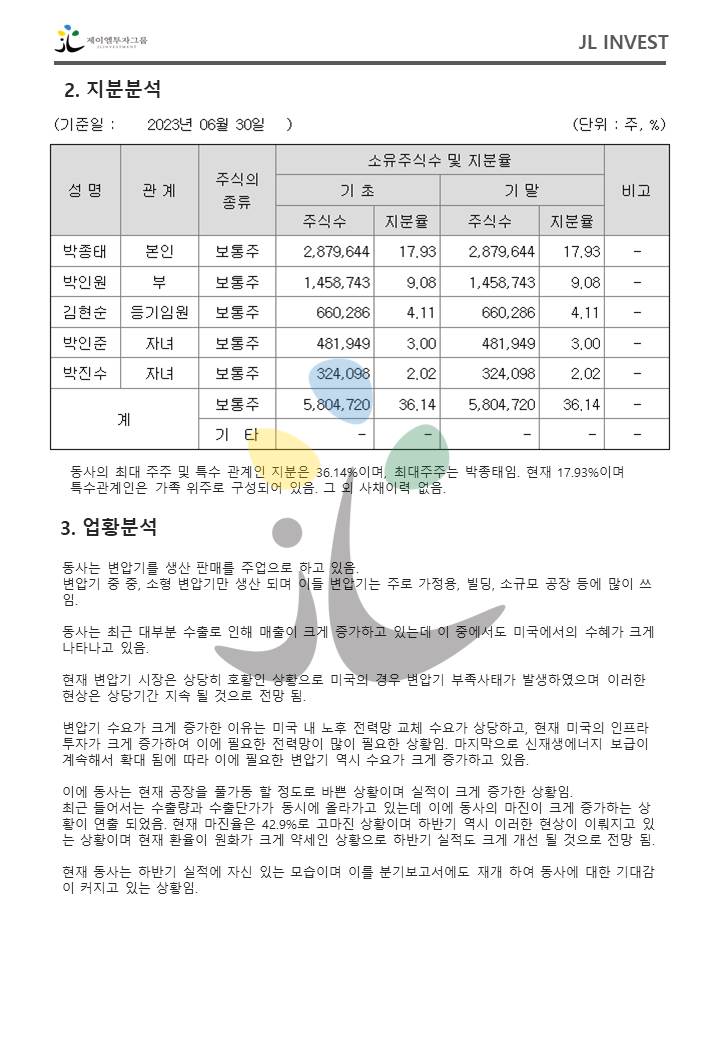 제이엘투자그룹
JLINVESTMENT
JL INVEST
2. 지분분석
(기준일 : 2023년 06월 30일 ) (단위 : 주, %)
성 명 관 계 주식의 종류 소유주식수 및 지분율 비고
기 초 기 말
주식수 지분율 주식수 지분율
박종태 본인 보통주 2,879,644 17.93 2,879,644 17.93 -
박인원 부 보통주 1,458,743 9.08 1,458,743 9.08 -
김현순 등기임원 보통주 660,286 4.11 660,286 4.11 -
박인준 자녀 보통주 481,949 3.00 481,949 3.00 -
박진수 자녀 보통주 324,098 2.02 324,098 2.02 -
계 보통주 5,804,720 36.14 5,804,720 36.14 -
기 타 - - - - -
동사의 최대 주주 및 특수 관계인 지분은 36.14%이며, 최대주주는 박종태임. 현재 17.93%이며
특수관계인은 가족 위주로 구성되어 있음. 그 외 사채이력 없음.
3. 업황분석
동사는 변압기를 생산 판매를 주업으로 하고 있음.
변압기 중 중, 소형 변압기만 생산 되며 이들 변압기는 주로 가정용, 빌딩, 소규모 공장 등에 많이 쓰
임.
동사는 최근 대부분 수출로 인해 매출이 크게 증가하고 있는데 이 중에서도 미국에서의 수혜가 크게
나타나고 있음.
현재 변압기 시장은 상당히 호황인 상황으로 미국의 경우 변압기 부족사태가 발생하였으며 이러한
현상은 상당기간 지속 될 것으로 전망 됨.
변압기 수요가 크게 증가한 이유는 미국 내 노후 전력망 교체 수요가 상당하고, 현재 미국의 인프라
투자가 크게 증가하여 이에 필요한 전력망이 많이 필요한 상황임. 마지막으로 신재생에너지 보급이
계속해서 확대 됨에 따라 이에 필요한 변압기 역시 수요가 크게 증가하고 있음.
이에 동사는 현재 공장을 풀가동 할 정도로 바쁜 상황이며 실적이 크게 증가한 상황임.
최근 들어서는 수출량과 수출단가가 동시에 올라가고 있는데 이에 동사의 마진이 크게 증가하는 상
황이 연출 되었음. 현재 마진율은 42.9%로 고마진 상황이며 하반기 역시 이러한 현상이 이뤄지고 있
는 상황이며 현재 환율이 원화가 크게 약세인 상황으로 하반기 실적도 크게 개선 될 것으로 전망 됨.
현재 동사는 하반기 실적에 자신 있는 모습이며 이를 분기보고서에도 재개 하여 동사에 대한 기대감
이 커지고 있는 상황임.